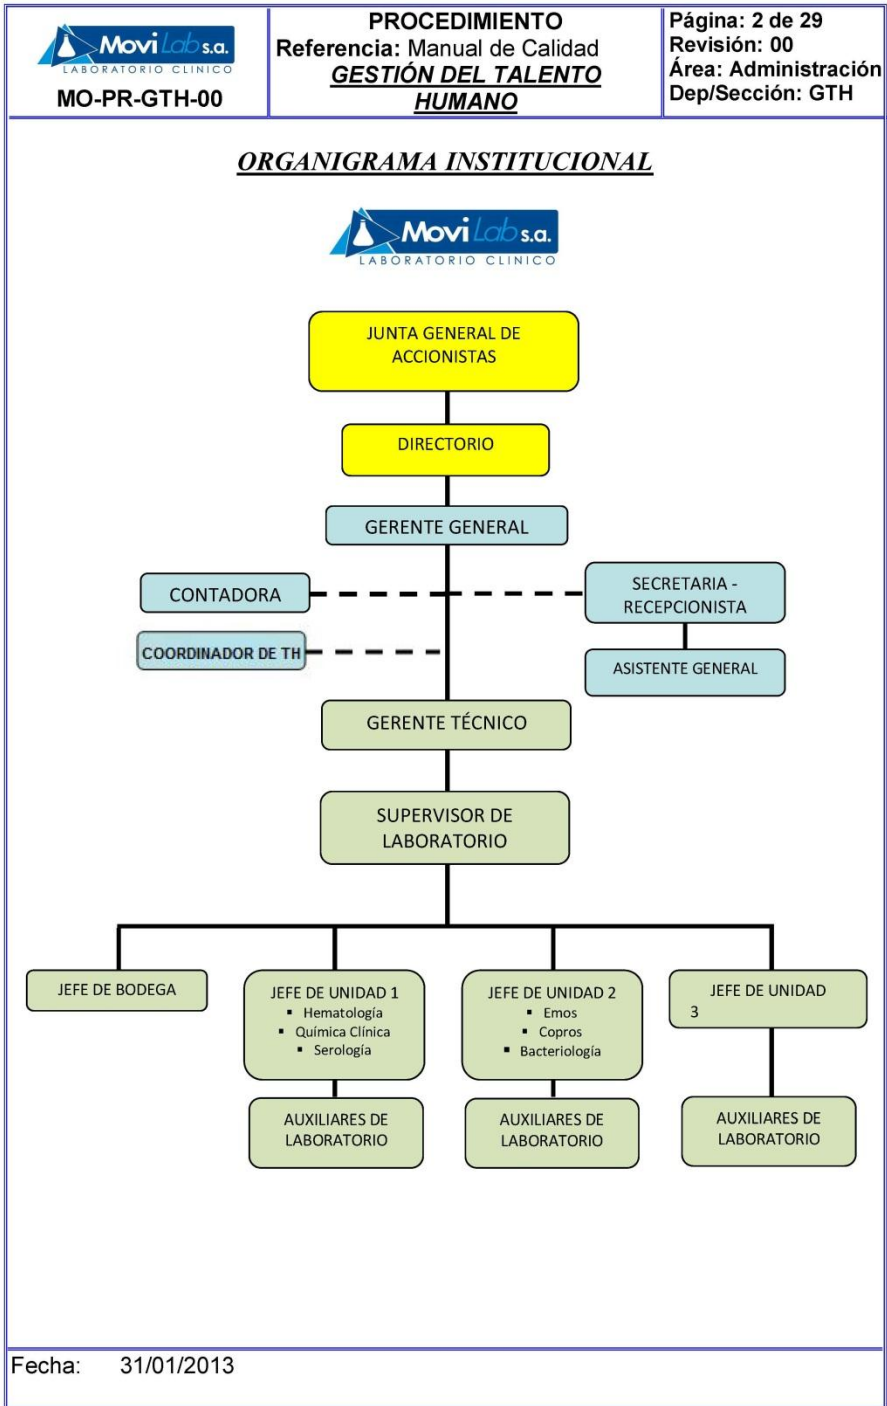 Movi Lab s.a.
LABORATORIO CLINICO
MO-PR-GTH-00
PROCEDIMIENTO
Referencia: Manual de Calidad
GESTIÓN DEL TALENTO
HUMANO
Página: 2 de 29
Revisión: 00
Área: Administración
Dep/Sección: GTH
ORGANIGRAMA INSTITUCIONAL
Movi Lab s.a.
LABORATORIO CLINICO
JUNTA GENERAL DE
ACCIONISTAS
DIRECTORIO
GERENTE GENERAL
CONTADORA
SECRETARIA -
RECEPCIONISTA
COORDINADOR DE TH
ASISTENTE GENERAL
GERENTE TÉCNICO
SUPERVISOR DE
LABORATORIO
JEFE DE BODEGA
JEFE DE UNIDAD 1
▪ Hematología
▪ Química Clínica
▪ Serología
JEFE DE UNIDAD 2
▪ Emos
▪ Copros
▪ Bacteriología
JEFE DE UNIDAD
3
AUXILIARES DE
LABORATORIO
AUXILIARES DE
LABORATORIO
AUXILIARES DE
LABORATORIO
Fecha: 31/01/2013